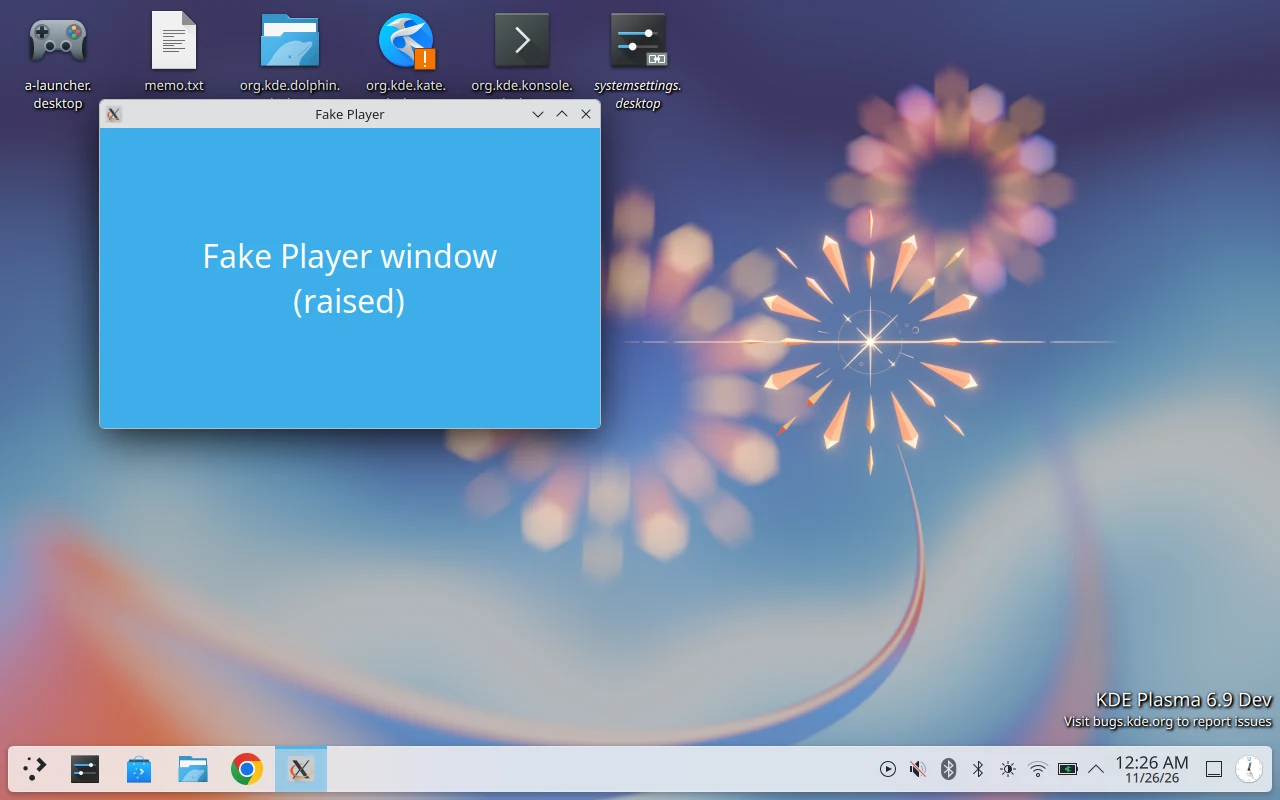 a-launcher.
desktop
memo.txt
org.kde.dolphin.
org.kde.kate.
org.kde.konsole.
systemsettings.
desktop
Fake Player
Fake Player window
(raised)
KDE Plasma 6.9 Dev
Visit bugs.kde.org to report issues
12:26 AM
11/26/26